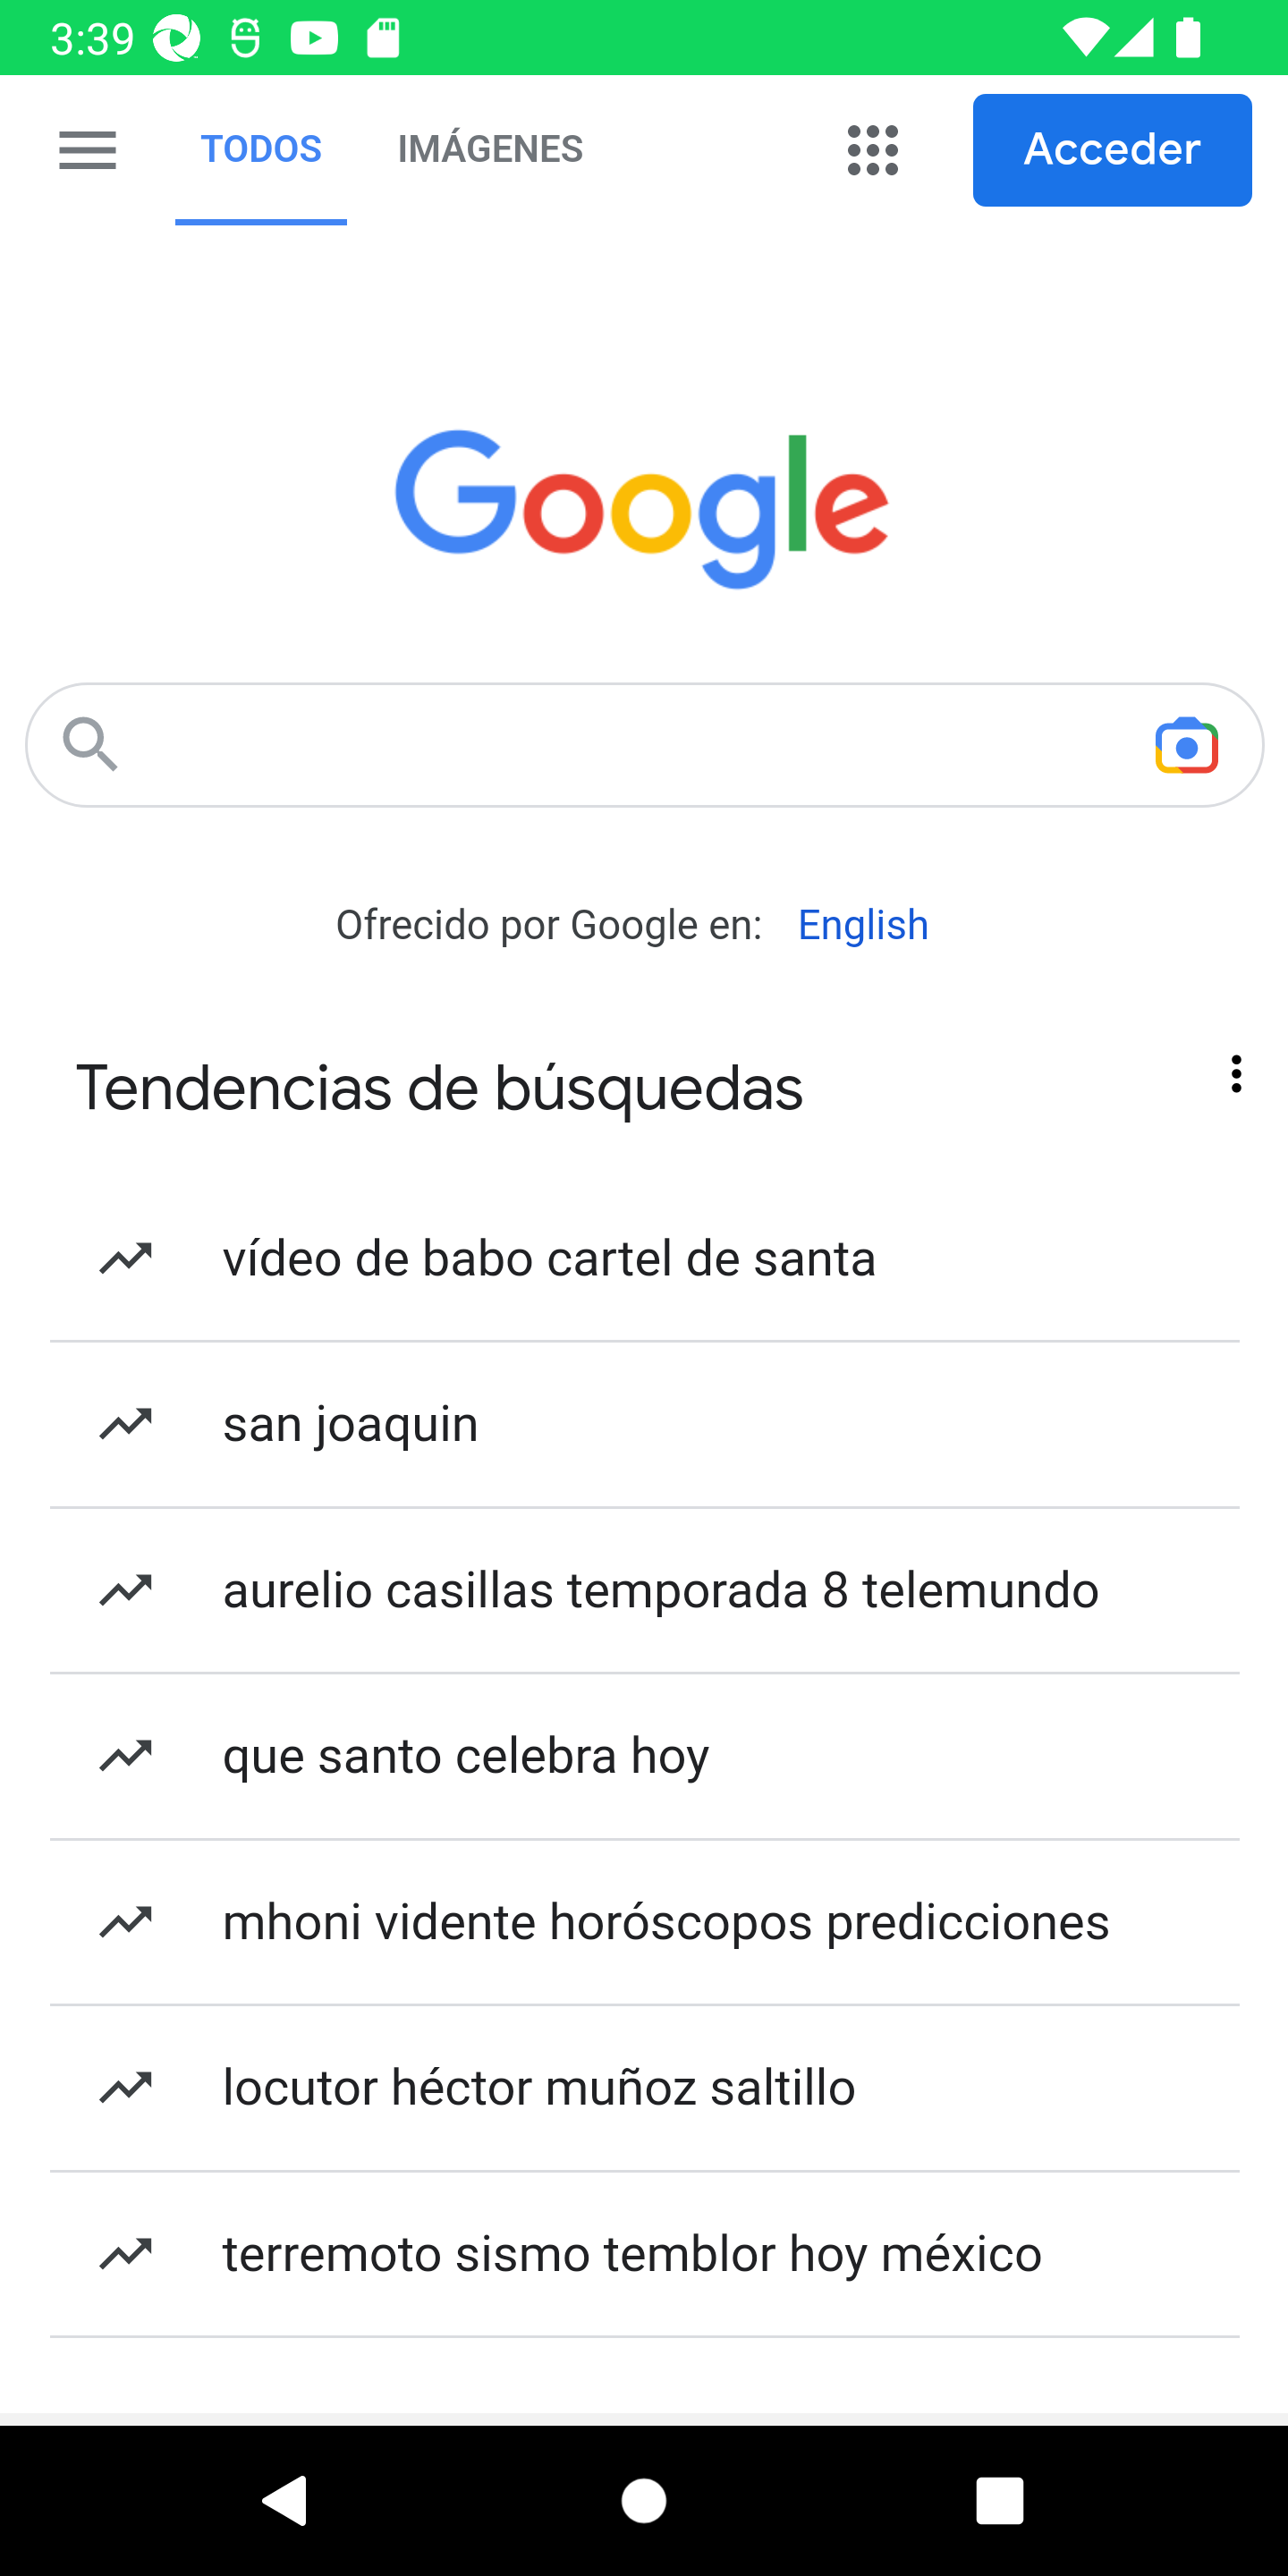 3:39
TODOS IMÁGENES Acceder
Google
Ofrecido por Google en: English
Tendencias de búsquedas
vídeo de babo cartel de santa
san joaquin
aurelio casillas temporada 8 telemundo
que santo celebra hoy
mhoni vidente horóscopos predicciones
locutor héctor muñoz saltillo
terremoto sismo temblor hoy méxico